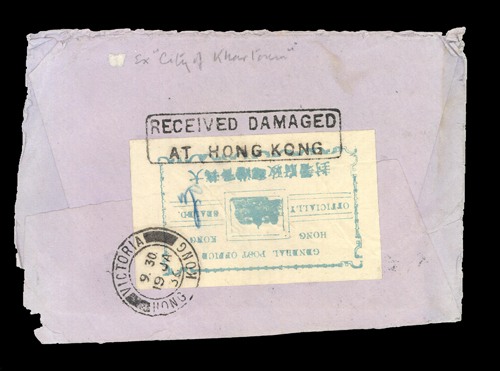 Ex "City of Khartoum"
RECEIVED DAMAGED
AT HONG KONG
OFFICIALLY SEALED.
HONG KONG
GENERAL POST OFFICE
VICTORIA
9.30
19 JA
HONG KONG